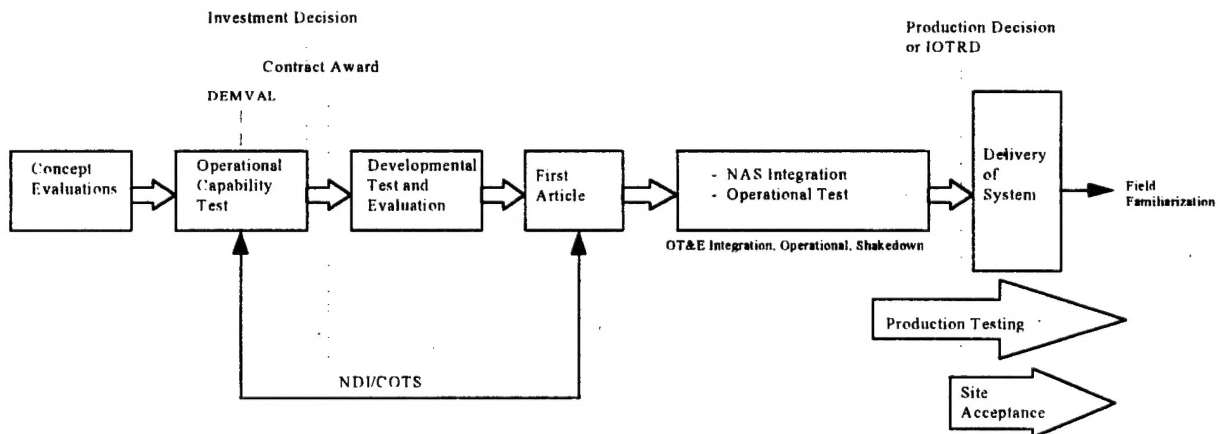 Investment Decision
Contract Award
DEMVAL
Production Decision
or IOTRD
Concept
Evaluations
Operational
Capability
Test
Developmental
Test and
Evaluation
First
Article
- NAS Integration
- Operational Test
OT&E Integration, Operational, Shakedown
Delivery
of
System
Field
Familiarization
NDI/COTS
Production Testing
Site
Acceptance